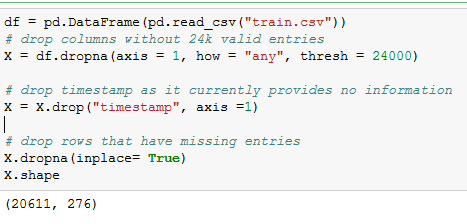 df = pd.DataFrame(pd.read_csv("train.csv"))
# drop columns without 24k valid entries
X = df.dropna(axis = 1, how = "any", thresh = 24000)
# drop timestamp as it currently provides no information
X = X.drop("timestamp", axis =1)
# drop rows that have missing entries
X.dropna(inplace= True)
X.shape
(20611, 276)